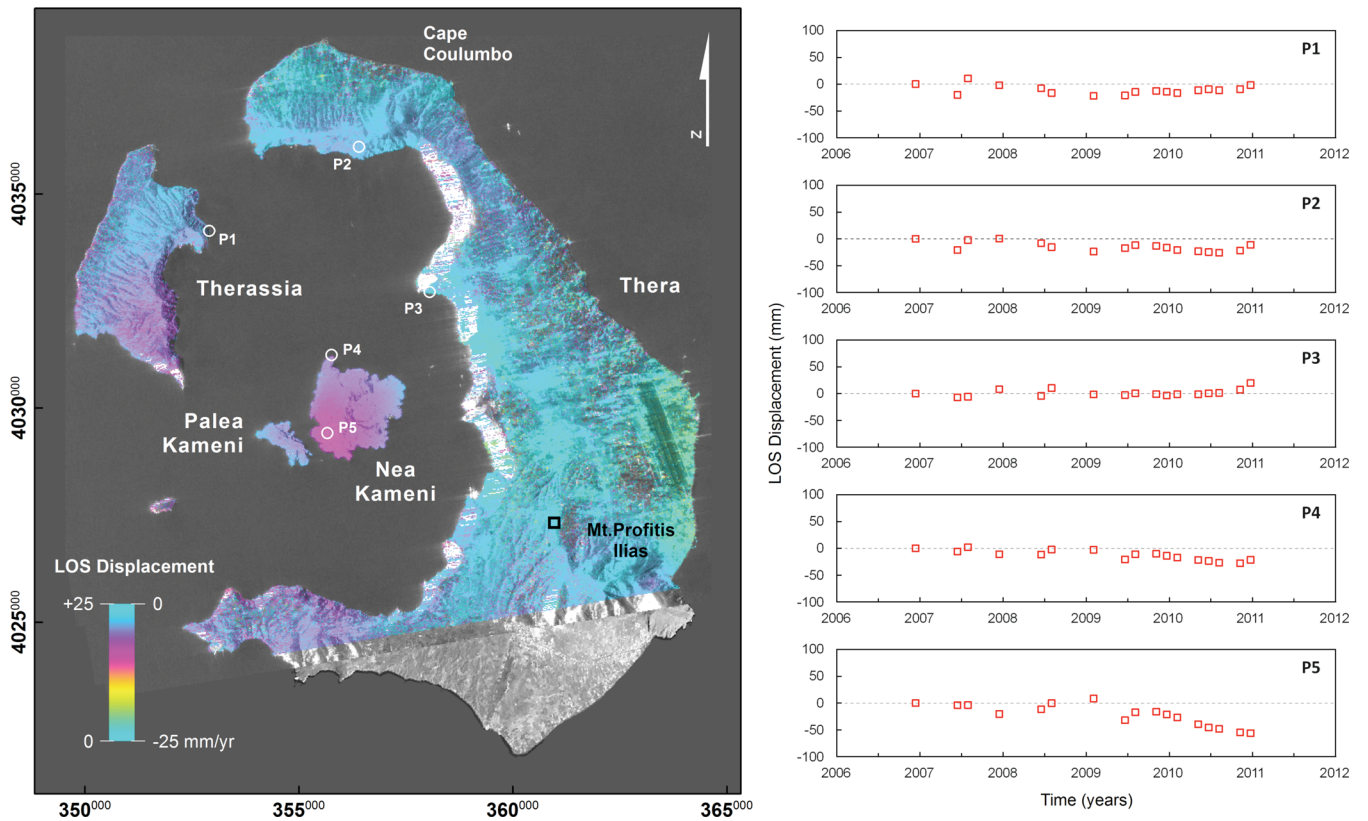 Cape
Coulumbo
N
P2
P1
Therassia
Thera
P3
P4
Palea
Kameni
P5
Nea
Kameni
Mt.Profitis
Ilias
LOS Displacement
+25 0
0 -25 mm/yr
4035000
4030000
4025000
350000 355000 360000 365000
LOS Displacement (mm)
P1
100
50
0
-50
-100
2006 2007 2008 2009 2010 2011 2012
P2
100
50
0
-50
-100
2006 2007 2008 2009 2010 2011 2012
P3
100
50
0
-50
-100
2006 2007 2008 2009 2010 2011 2012
P4
100
50
0
-50
-100
2006 2007 2008 2009 2010 2011 2012
P5
100
50
0
-50
-100
2006 2007 2008 2009 2010 2011 2012
Time (years)